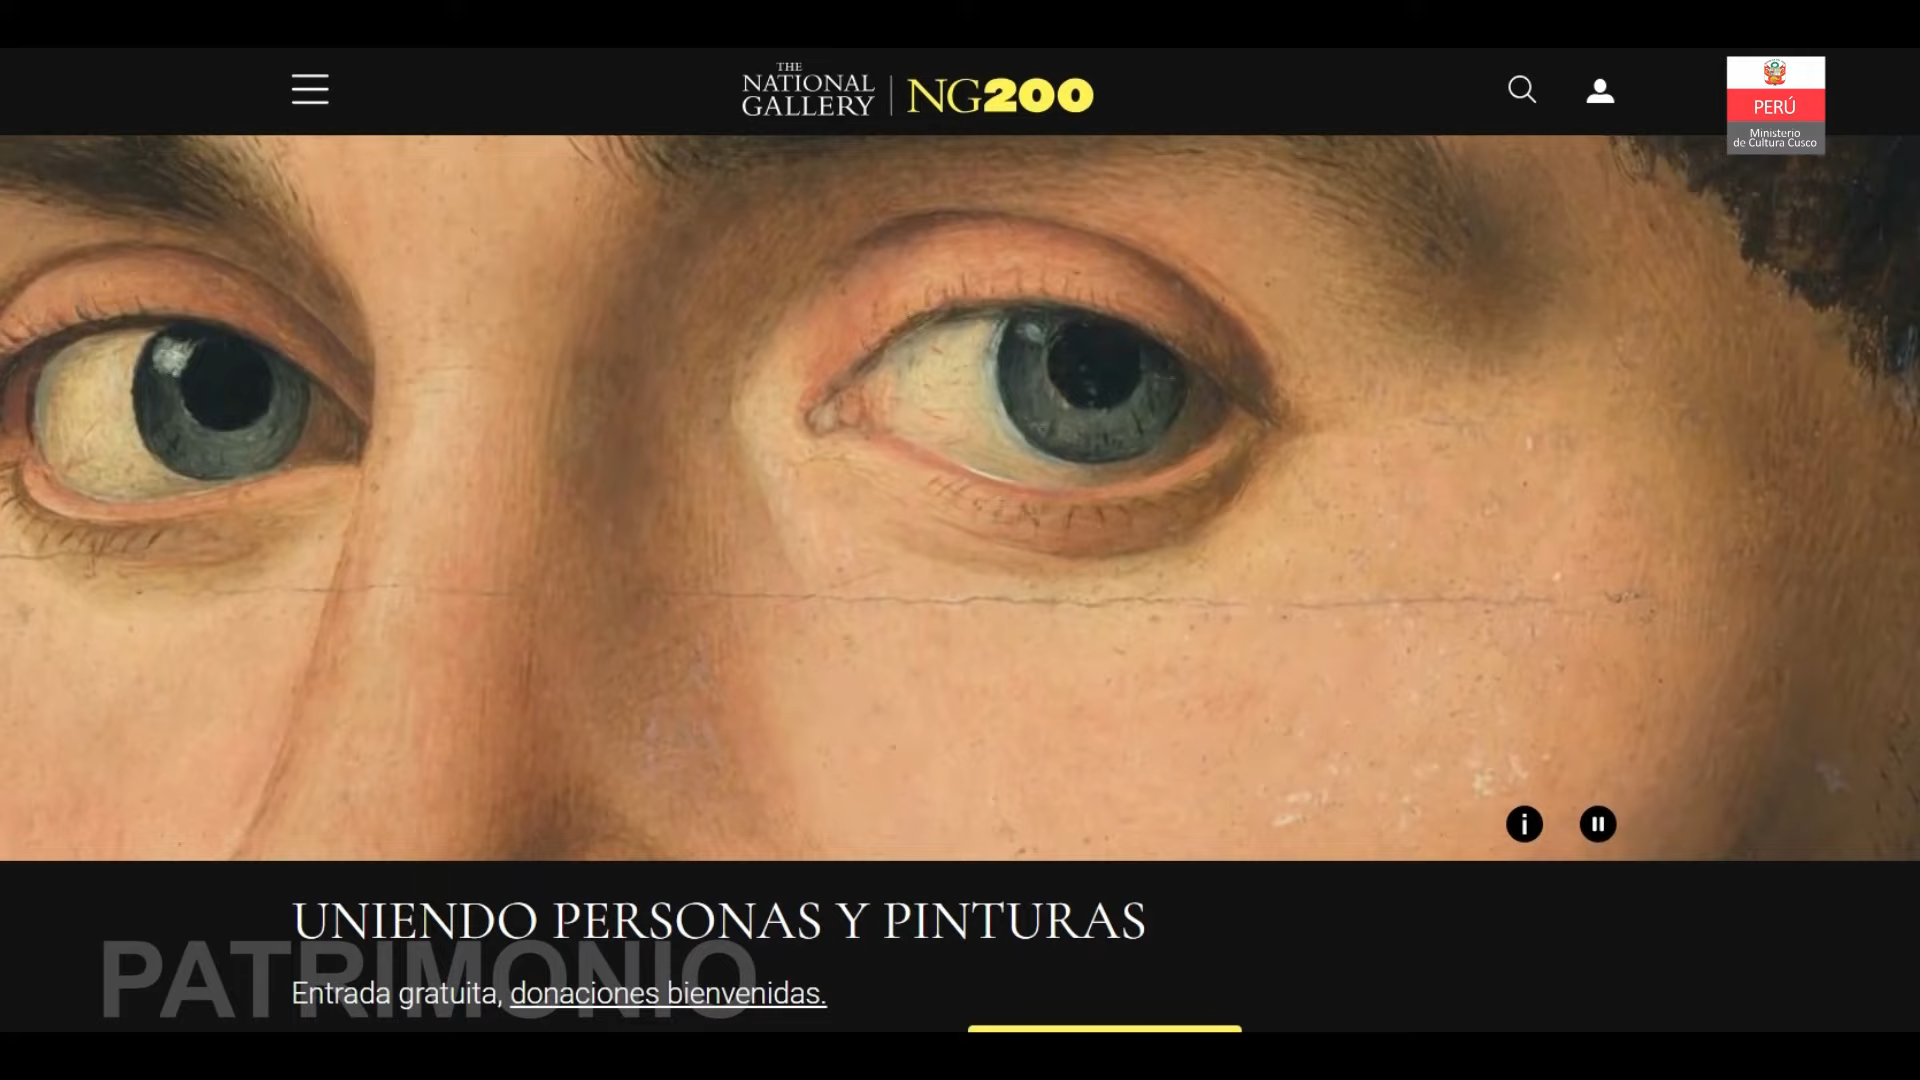 THE
NATIONAL
GALLERY
NG200
PERÚ
Ministerio
de Cultura Cusco
UNIENDO PERSONAS Y PINTURAS
PATRIMONIO
Entrada gratuita, donaciones bienvenidas.